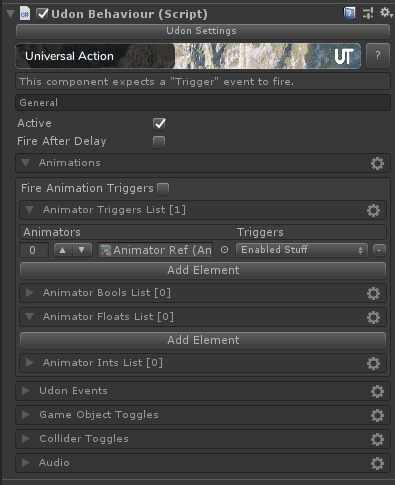 Udon Behaviour (Script)
Udon Settings
Universal Action UT ?
This component expects a "Trigger" event to fire.
General
Active
Fire After Delay
Animations
Fire Animation Triggers
Animator Triggers List [1]
Animators Triggers
0 ▲ ▼ Animator Ref (An Enabled Stuff -
Add Element
Animator Bools List [0]
Animator Floats List [0]
Add Element
Animator Ints List [0]
Udon Events
Game Object Toggles
Collider Toggles
Audio